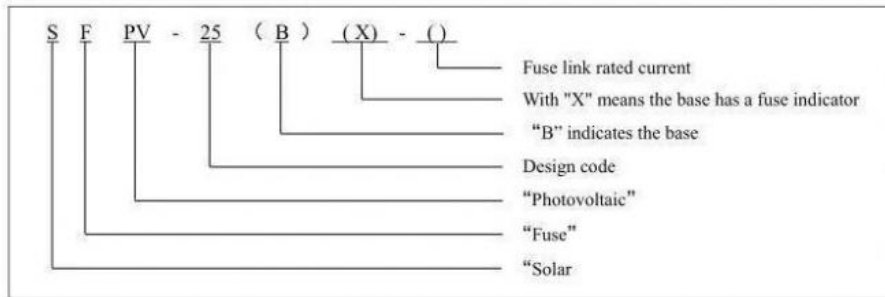 S F PV - 25 （B） (X) - ()
Fuse link rated current
With "X" means the base has a fuse indicator
“B” indicates the base
Design code
“Photovoltaic”
“Fuse”
“Solar